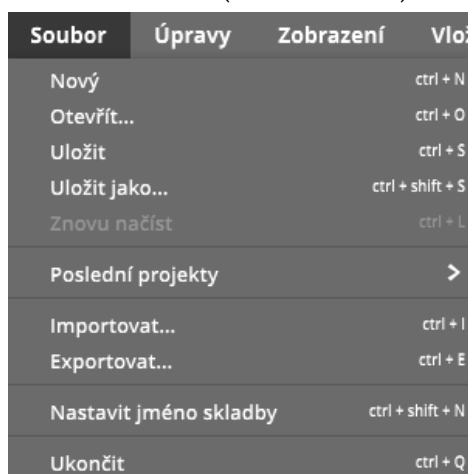 Soubor Úpravy Zobrazení
Nový ctrl + N
Otevřít... ctrl + O
Uložit ctrl + S
Uložit jako... ctrl + shift + S
Znovu načíst ctrl + L
Poslední projekty >
Importovat... ctrl + I
Exportovat... ctrl + E
Nastavit jméno skladby ctrl + shift + N
Ukončit ctrl + Q